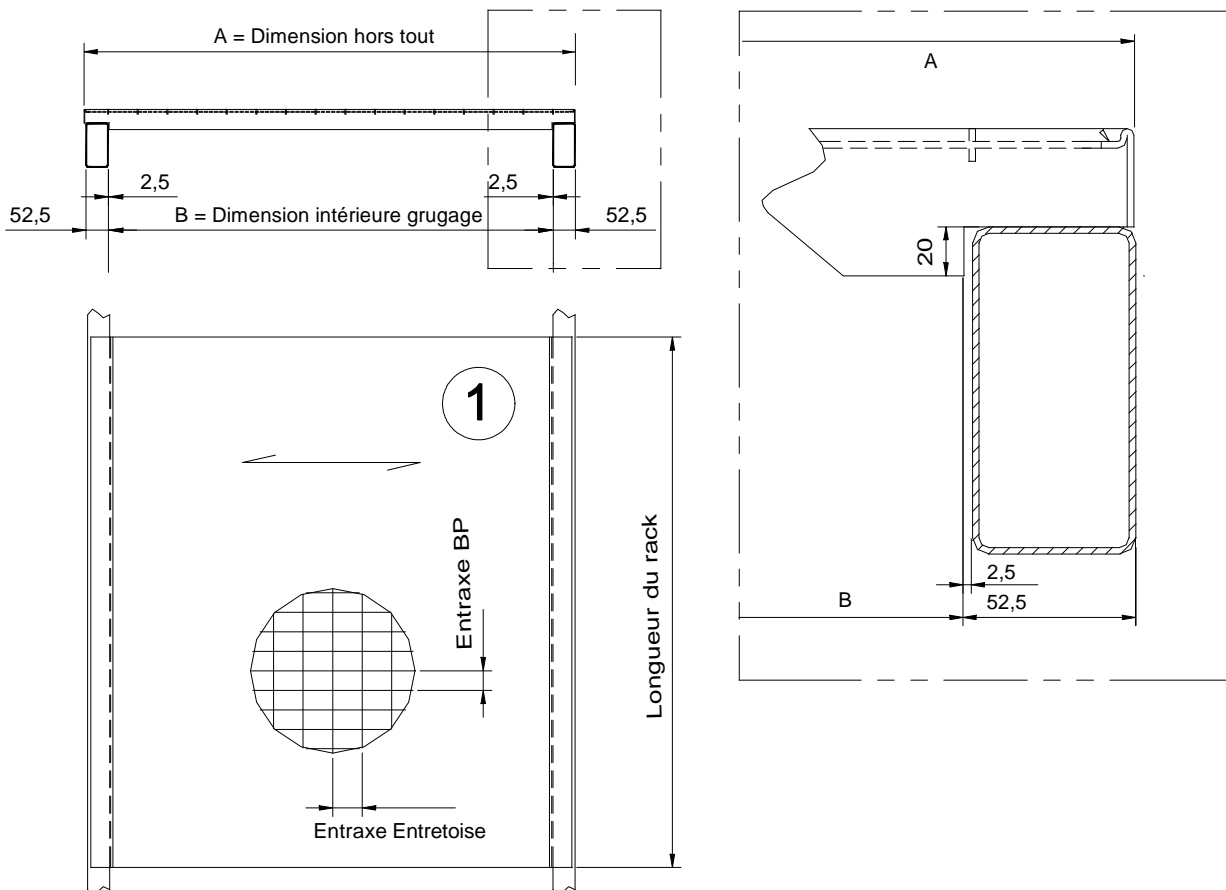 A = Dimension hors tout
2,5
2,5
52,5
B = Dimension intérieure grugage
52,5
1
Entraxe BP
Longueur du rack
Entraxe Entretoise
A
20
2,5
B
52,5